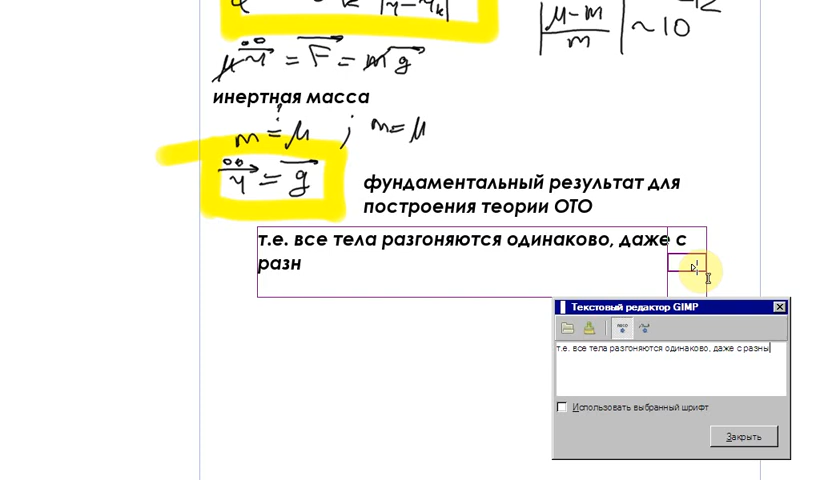 |μ−m / m| ~ 10⁻¹²
μr̈ = F = mg
инертная масса
m = μ ; m = μ
r̈ = g
фундаментальный результат для
построения теории ОТО
т.е. все тела разгоняются одинаково, даже с
разн
Текстовый редактор GIMP
т.е. все тела разгоняются одинаково, даже с разны
Использовать выбранный шрифт
Закрыть